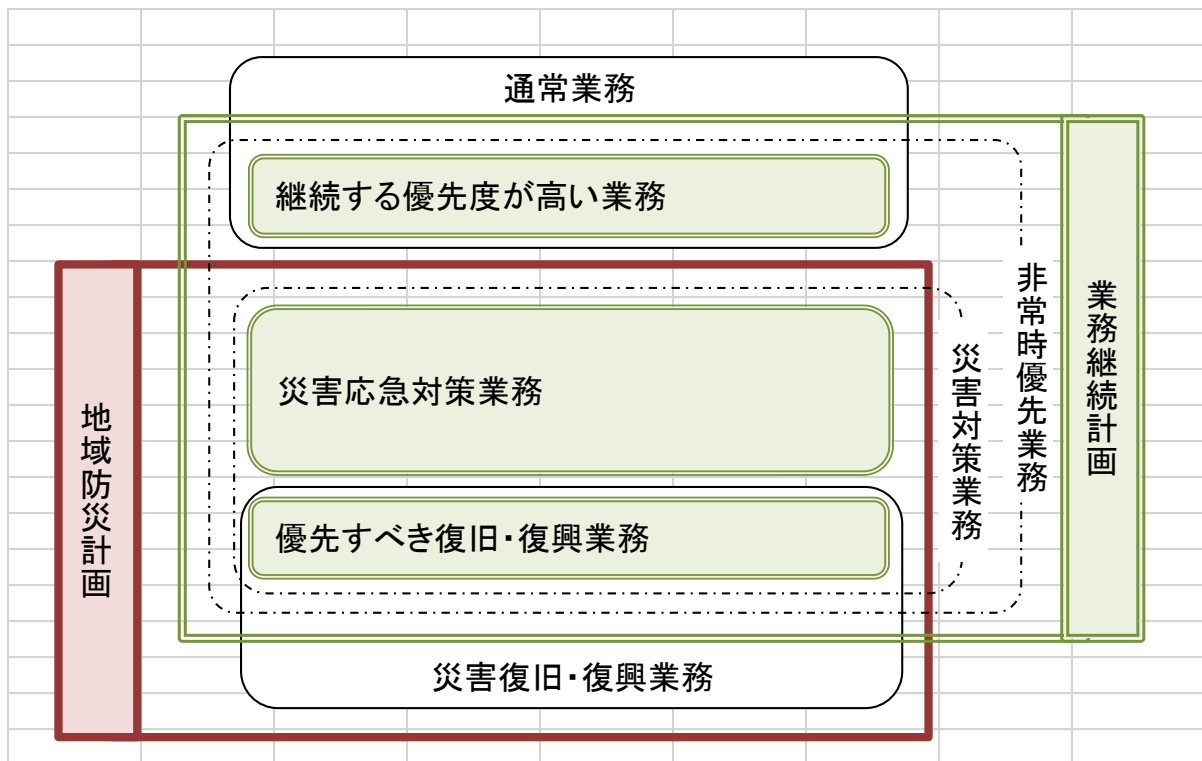 通常業務
継続する優先度が高い業務
災害応急対策業務
優先すべき復旧・復興業務
災害復旧・復興業務
地域防災計画
災害対策業務
非常時優先業務
業務継続計画